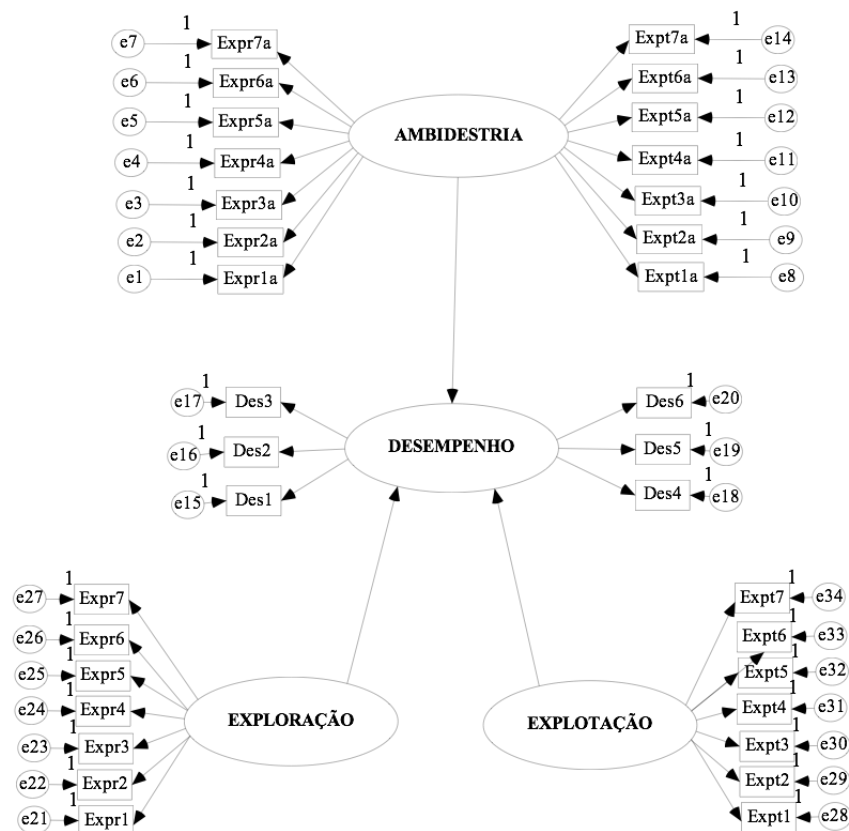 1 1
e7 Expr7a Expt7a e14
1 1
e6 Expr6a Expt6a e13
1 1
e5 Expr5a AMBIDESTRIA Expt5a e12
1 1
e4 Expr4a Expt4a e11
1 1
e3 Expr3a Expt3a e10
1 1
e2 Expr2a Expt2a e9
1 1
e1 Expr1a Expt1a e8
1 1
e17 Des3 Des6 e20
1 1
e16 Des2 DESEMPENHO Des5 e19
1 1
e15 Des1 Des4 e18
1 1
e27 Expr7 Expt7 e34
1 1
e26 Expr6 Expt6 e33
1 1
e25 Expr5 Expt5 e32
1 1
e24 Expr4 EXPLORAÇÃO EXPLOTAÇÃO Expt4 e31
1 1
e23 Expr3 Expt3 e30
1 1
e22 Expr2 Expt2 e29
1 1
e21 Expr1 Expt1 e28